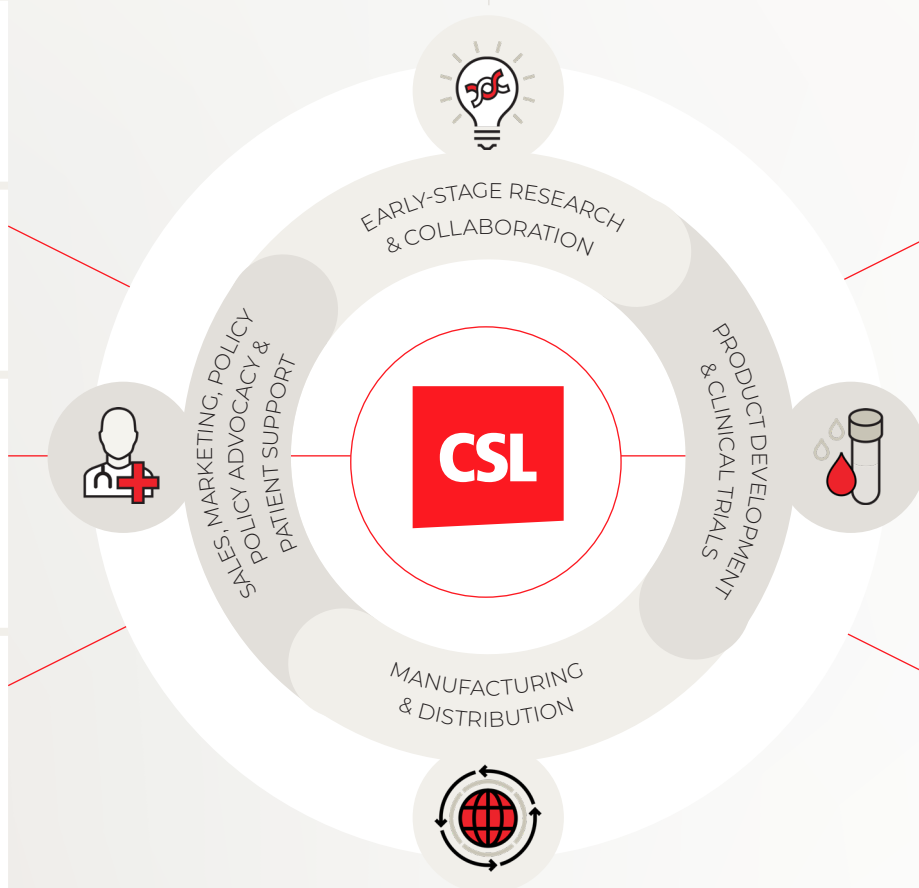 EARLY-STAGE RESEARCH
& COLLABORATION
PRODUCT DEVELOPMENT
& CLINICAL TRIALS
MANUFACTURING
& DISTRIBUTION
SALES, MARKETING, POLICY
POLICY ADVOCACY &
PATIENT SUPPORT
CSL